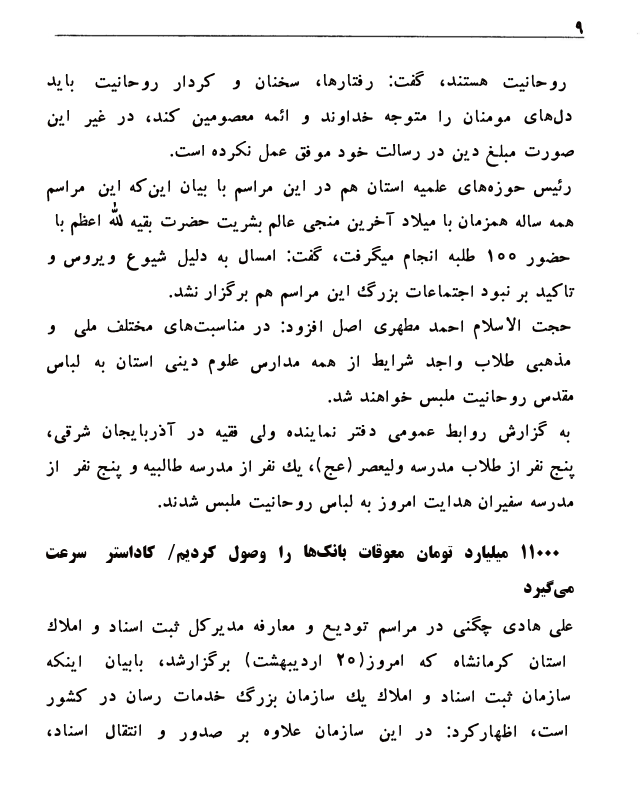 ۹
روحانیت هستند، گفت: رفتارها، سخنان و کردار روحانیت باید
دل‌های مومنان را متوجه خداوند و ائمه معصومین کند، در غیر این
صورت مبلغ دین در رسالت خود موفق عمل نکرده است.
رئیس حوزه‌های علمیه استان هم در این مراسم با بیان این‌که این مراسم
همه ساله همزمان با میلاد آخرین منجی عالم بشریت حضرت بقیه لله اعظم با
حضور ۱۰۰ طلبه انجام میگرفت، گفت: امسال به دلیل شیوع ویروس و
تاکید بر نبود اجتماعات بزرگ این مراسم هم برگزار نشد.
حجت الاسلام احمد مطهری اصل افزود: در مناسبت‌های مختلف ملی و
مذهبی طلاب واجد شرایط از همه مدارس علوم دینی استان به لباس
مقدس روحانیت ملبس خواهند شد.
به گزارش روابط عمومی دفتر نماینده ولی فقیه در آذربایجان شرقی،
پنج نفر از طلاب مدرسه ولیعصر (عج)، یك نفر از مدرسه طالبیه و پنج نفر از
مدرسه سفیران هدایت امروز به لباس روحانیت ملبس شدند.
۱۱۰۰۰ میلیارد تومان معوقات بانک‌ها را وصول کردیم/ کاداستر سرعت
می‌گیرد
علی هادی چگنی در مراسم تودیع و معارفه مدیرکل ثبت اسناد و املاك
استان کرمانشاه که امروز(۲۰ اردیبهشت) برگزارشد، بابیان اینکه
سازمان ثبت اسناد و املاك یك سازمان بزرگ خدمات رسان در کشور
است، اظهارکرد: در این سازمان علاوه بر صدور و انتقال اسناد،